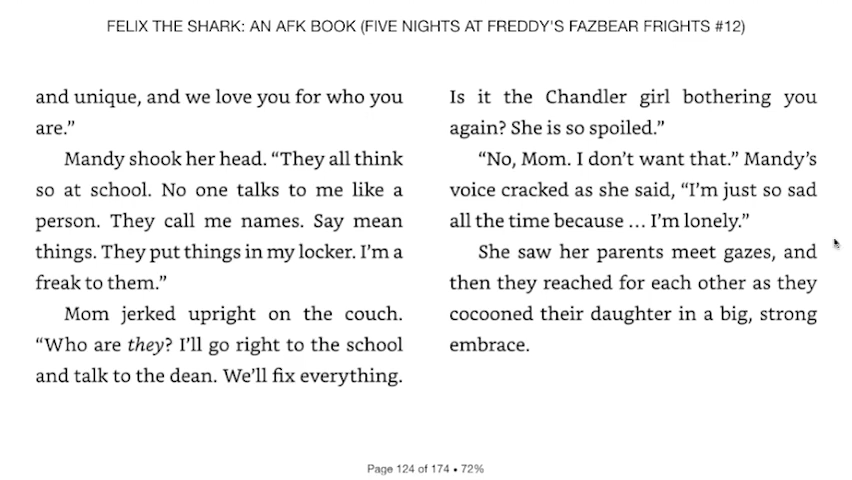 FELIX THE SHARK: AN AFK BOOK (FIVE NIGHTS AT FREDDY'S FAZBEAR FRIGHTS #12)
and unique, and we love you for who you
are.”
Mandy shook her head. “They all think
so at school. No one talks to me like a
person. They call me names. Say mean
things. They put things in my locker. I’m a
freak to them.”
Mom jerked upright on the couch.
“Who are they? I’ll go right to the school
and talk to the dean. We’ll fix everything.
Is it the Chandler girl bothering you
again? She is so spoiled.”
“No, Mom. I don’t want that.” Mandy’s
voice cracked as she said, “I’m just so sad
all the time because … I’m lonely.”
She saw her parents meet gazes, and
then they reached for each other as they
cocooned their daughter in a big, strong
embrace.
Page 124 of 174 • 72%